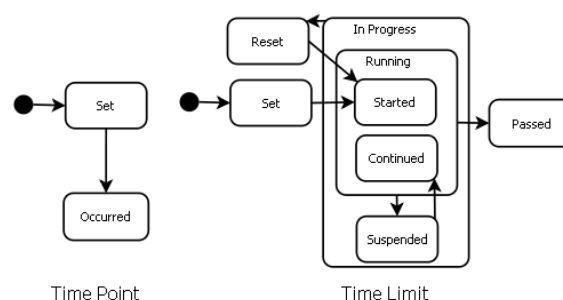 In Progress
Reset
Running
Set
Set
Started
Passed
Continued
Occurred
Suspended
Time Point
Time Limit